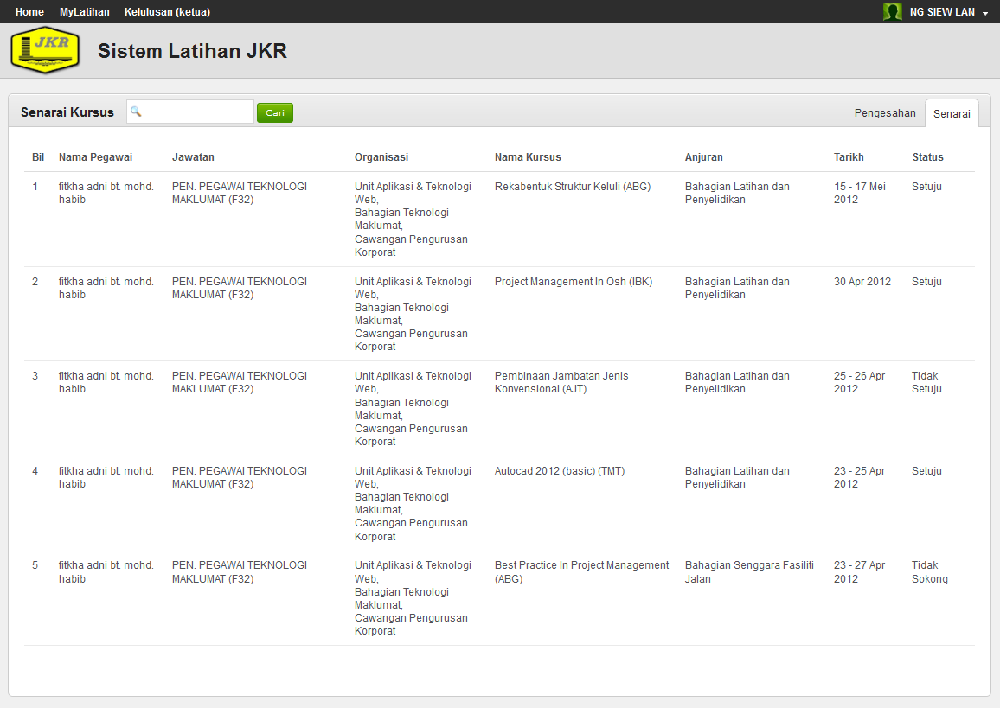 Home MyLatihan Kelulusan (ketua) NG SIEW LAN
JKR
Sistem Latihan JKR
Senarai Kursus Cari Pengesahan Senarai
Bil Nama Pegawai Jawatan Organisasi Nama Kursus Anjuran Tarikh Status
1 fitkha adni bt. mohd. PEN. PEGAWAI TEKNOLOGI Unit Aplikasi & Teknologi Rekabentuk Struktur Keluli (ABG) Bahagian Latihan dan 15 - 17 Mei Setuju
habib MAKLUMAT (F32) Web, Penyelidikan 2012
Bahagian Teknologi
Maklumat,
Cawangan Pengurusan
Korporat
2 fitkha adni bt. mohd. PEN. PEGAWAI TEKNOLOGI Unit Aplikasi & Teknologi Project Management In Osh (IBK) Bahagian Latihan dan 30 Apr 2012 Setuju
habib MAKLUMAT (F32) Web, Penyelidikan
Bahagian Teknologi
Maklumat,
Cawangan Pengurusan
Korporat
3 fitkha adni bt. mohd. PEN. PEGAWAI TEKNOLOGI Unit Aplikasi & Teknologi Pembinaan Jambatan Jenis Bahagian Latihan dan 25 - 26 Apr Tidak
habib MAKLUMAT (F32) Web, Konvensional (AJT) Penyelidikan 2012 Setuju
Bahagian Teknologi
Maklumat,
Cawangan Pengurusan
Korporat
4 fitkha adni bt. mohd. PEN. PEGAWAI TEKNOLOGI Unit Aplikasi & Teknologi Autocad 2012 (basic) (TMT) Bahagian Latihan dan 23 - 25 Apr Setuju
habib MAKLUMAT (F32) Web, Penyelidikan 2012
Bahagian Teknologi
Maklumat,
Cawangan Pengurusan
Korporat
5 fitkha adni bt. mohd. PEN. PEGAWAI TEKNOLOGI Unit Aplikasi & Teknologi Best Practice In Project Management Bahagian Senggara Fasiliti 23 - 27 Apr Tidak
habib MAKLUMAT (F32) Web, (ABG) Jalan 2012 Sokong
Bahagian Teknologi
Maklumat,
Cawangan Pengurusan
Korporat